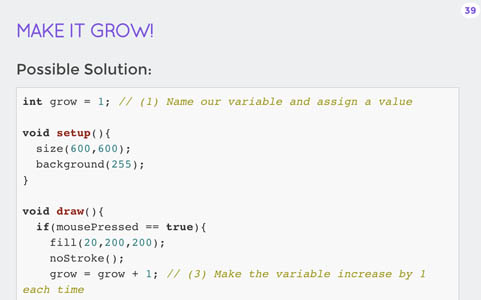 39
MAKE IT GROW!
Possible Solution:
int grow = 1; // (1) Name our variable and assign a value
void setup(){
  size(600,600);
  background(255);
}
void draw(){
  if(mousePressed == true){
    fill(20,200,200);
    noStroke();
    grow = grow + 1; // (3) Make the variable increase by 1
each time